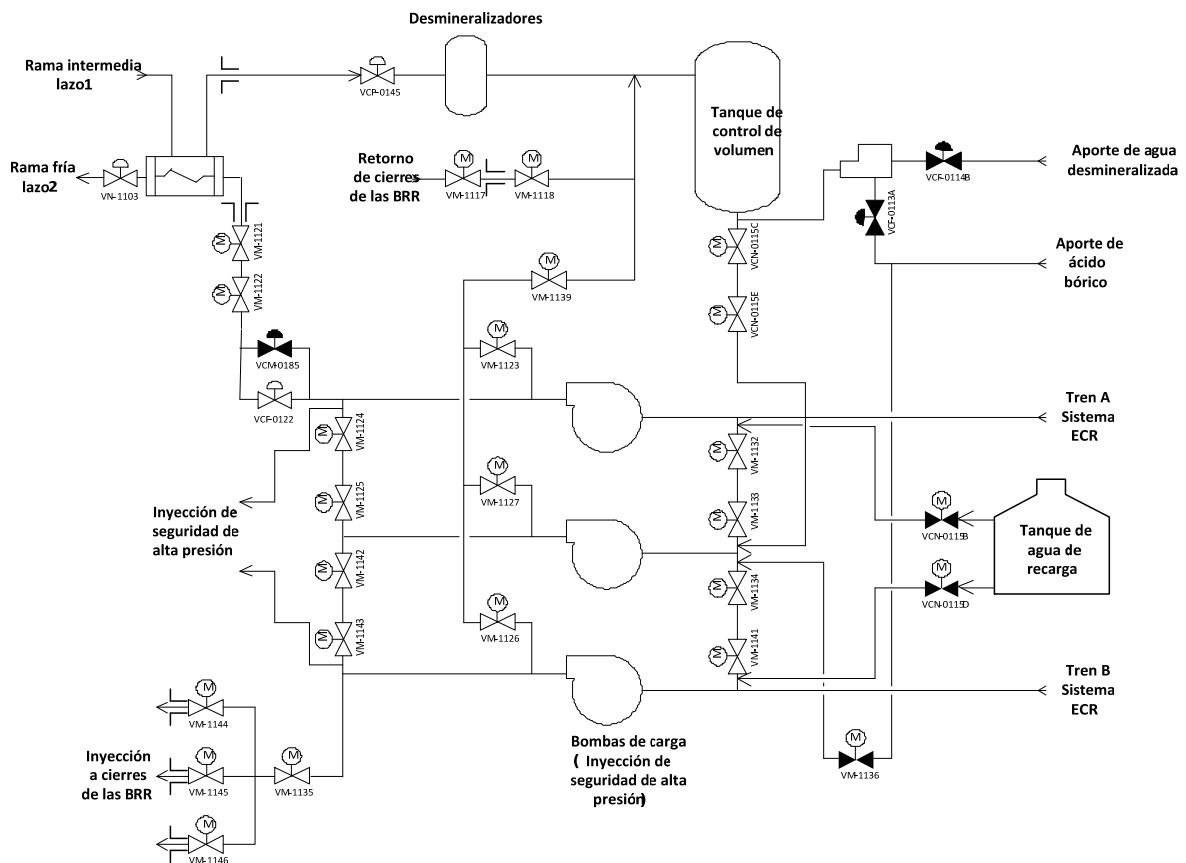 Desmineralizadores
Rama intermedia
lazo1
VCP-0145
Tanque de
control de
volumen
Rama fría
lazo2
VN-1103
Retorno
de cierres
de las BRR
M
VM-1117
M
VM-1118
VCF-0114B
Aporte de agua
desmineralizada
VCF-0113A
M
VM-1121
M
VCN-0115C
Aporte de
ácido
bórico
M
VM-1122
M
VM-1139
M
VCN-0115E
VCM-0185
M
VM-1123
VCF-0122
Tren A
Sistema
ECR
M
VM-1124
M
VM-1132
Inyección de
seguridad de
alta presión
M
VM-1125
M
VM-1127
M
VM-1133
M
VCN-0115B
Tanque de
agua de
recarga
M
VM-1142
M
VM-1134
M
VCN-0115D
M
VM-1143
M
VM-1126
M
VM-1141
Tren B
Sistema
ECR
M
VM-1144
Bombas de carga
( Inyección de
seguridad de alta
presión)
Inyección
a cierres
de las BRR
M
VM-1145
M
VM-1135
M
VM-1136
M
VM-1146